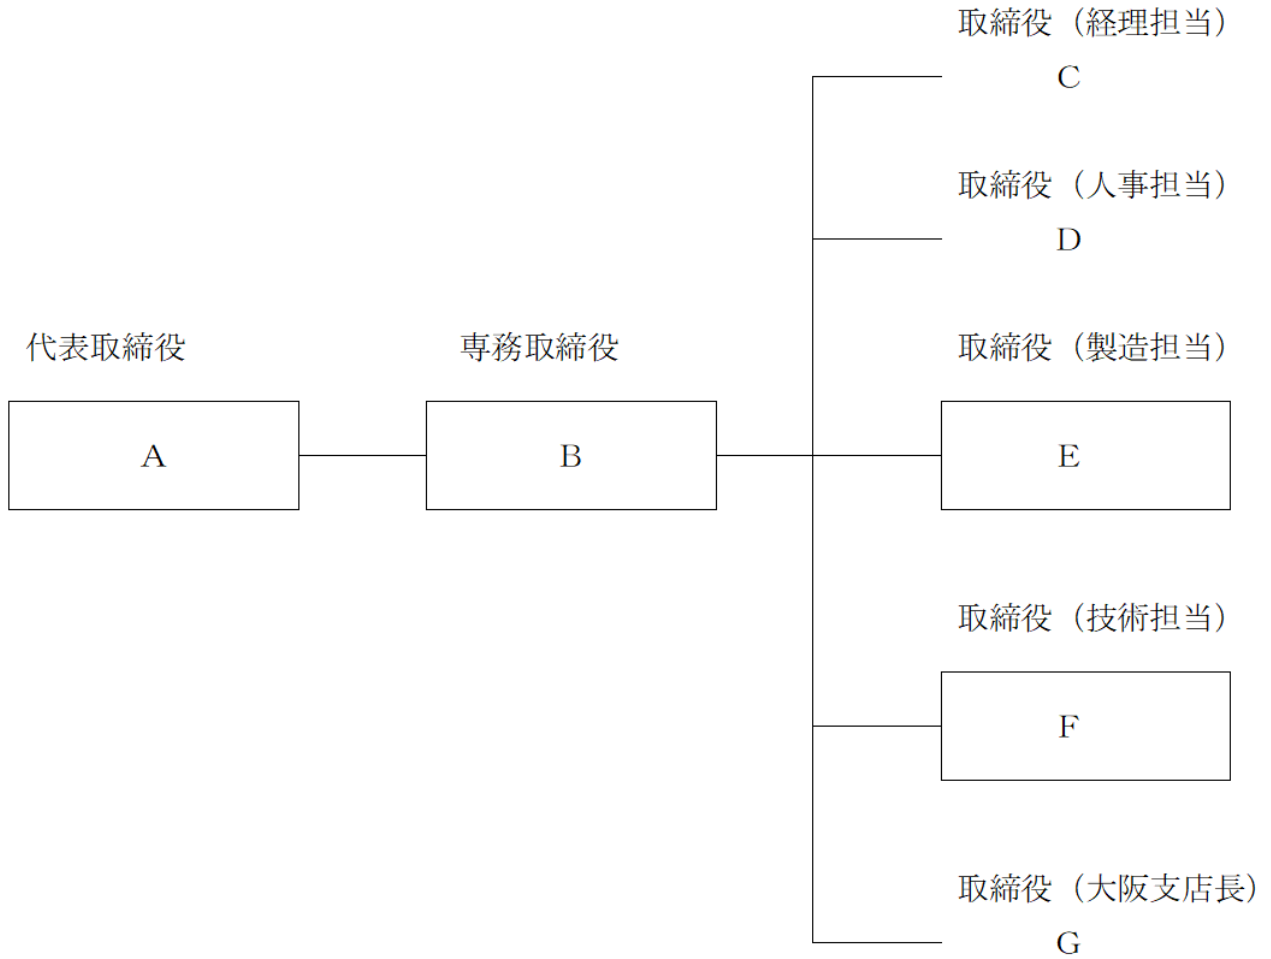 取締役（経理担当）
C
取締役（人事担当）
D
代表取締役
専務取締役
取締役（製造担当）
A
B
E
取締役（技術担当）
F
取締役（大阪支店長）
G